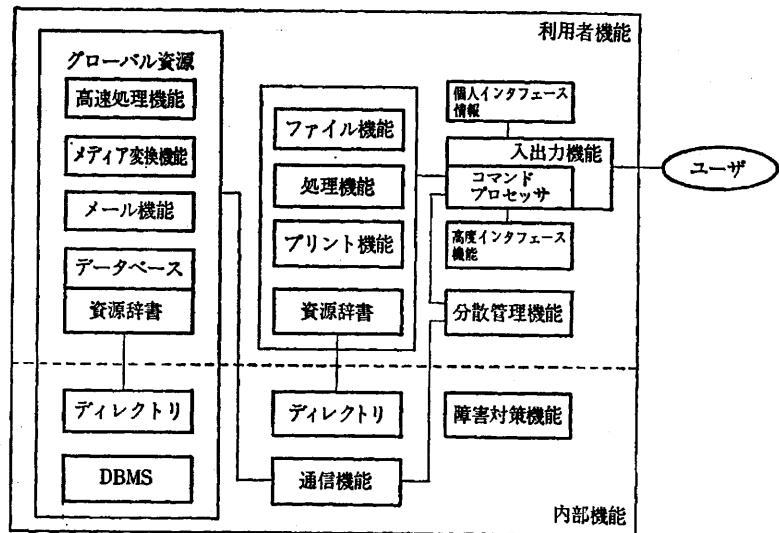 利用者機能
グローバル資源
高速処理機能
メディア変換機能
メール機能
データベース
資源辞書
ディレクトリ
DBMS
ファイル機能
処理機能
プリント機能
資源辞書
ディレクトリ
通信機能
個人インタフェース
情報
入出力機能
コマンド
プロセッサ
高度インタフェース
機能
分散管理機能
障害対策機能
ユーザ
内部機能